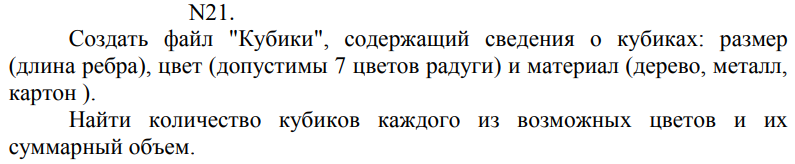 N21.
Создать файл "Кубики", содержащий сведения о кубиках: размер
(длина ребра), цвет (допустимы 7 цветов радуги) и материал (дерево, металл,
картон ).
Найти количество кубиков каждого из возможных цветов и их
суммарный объем.